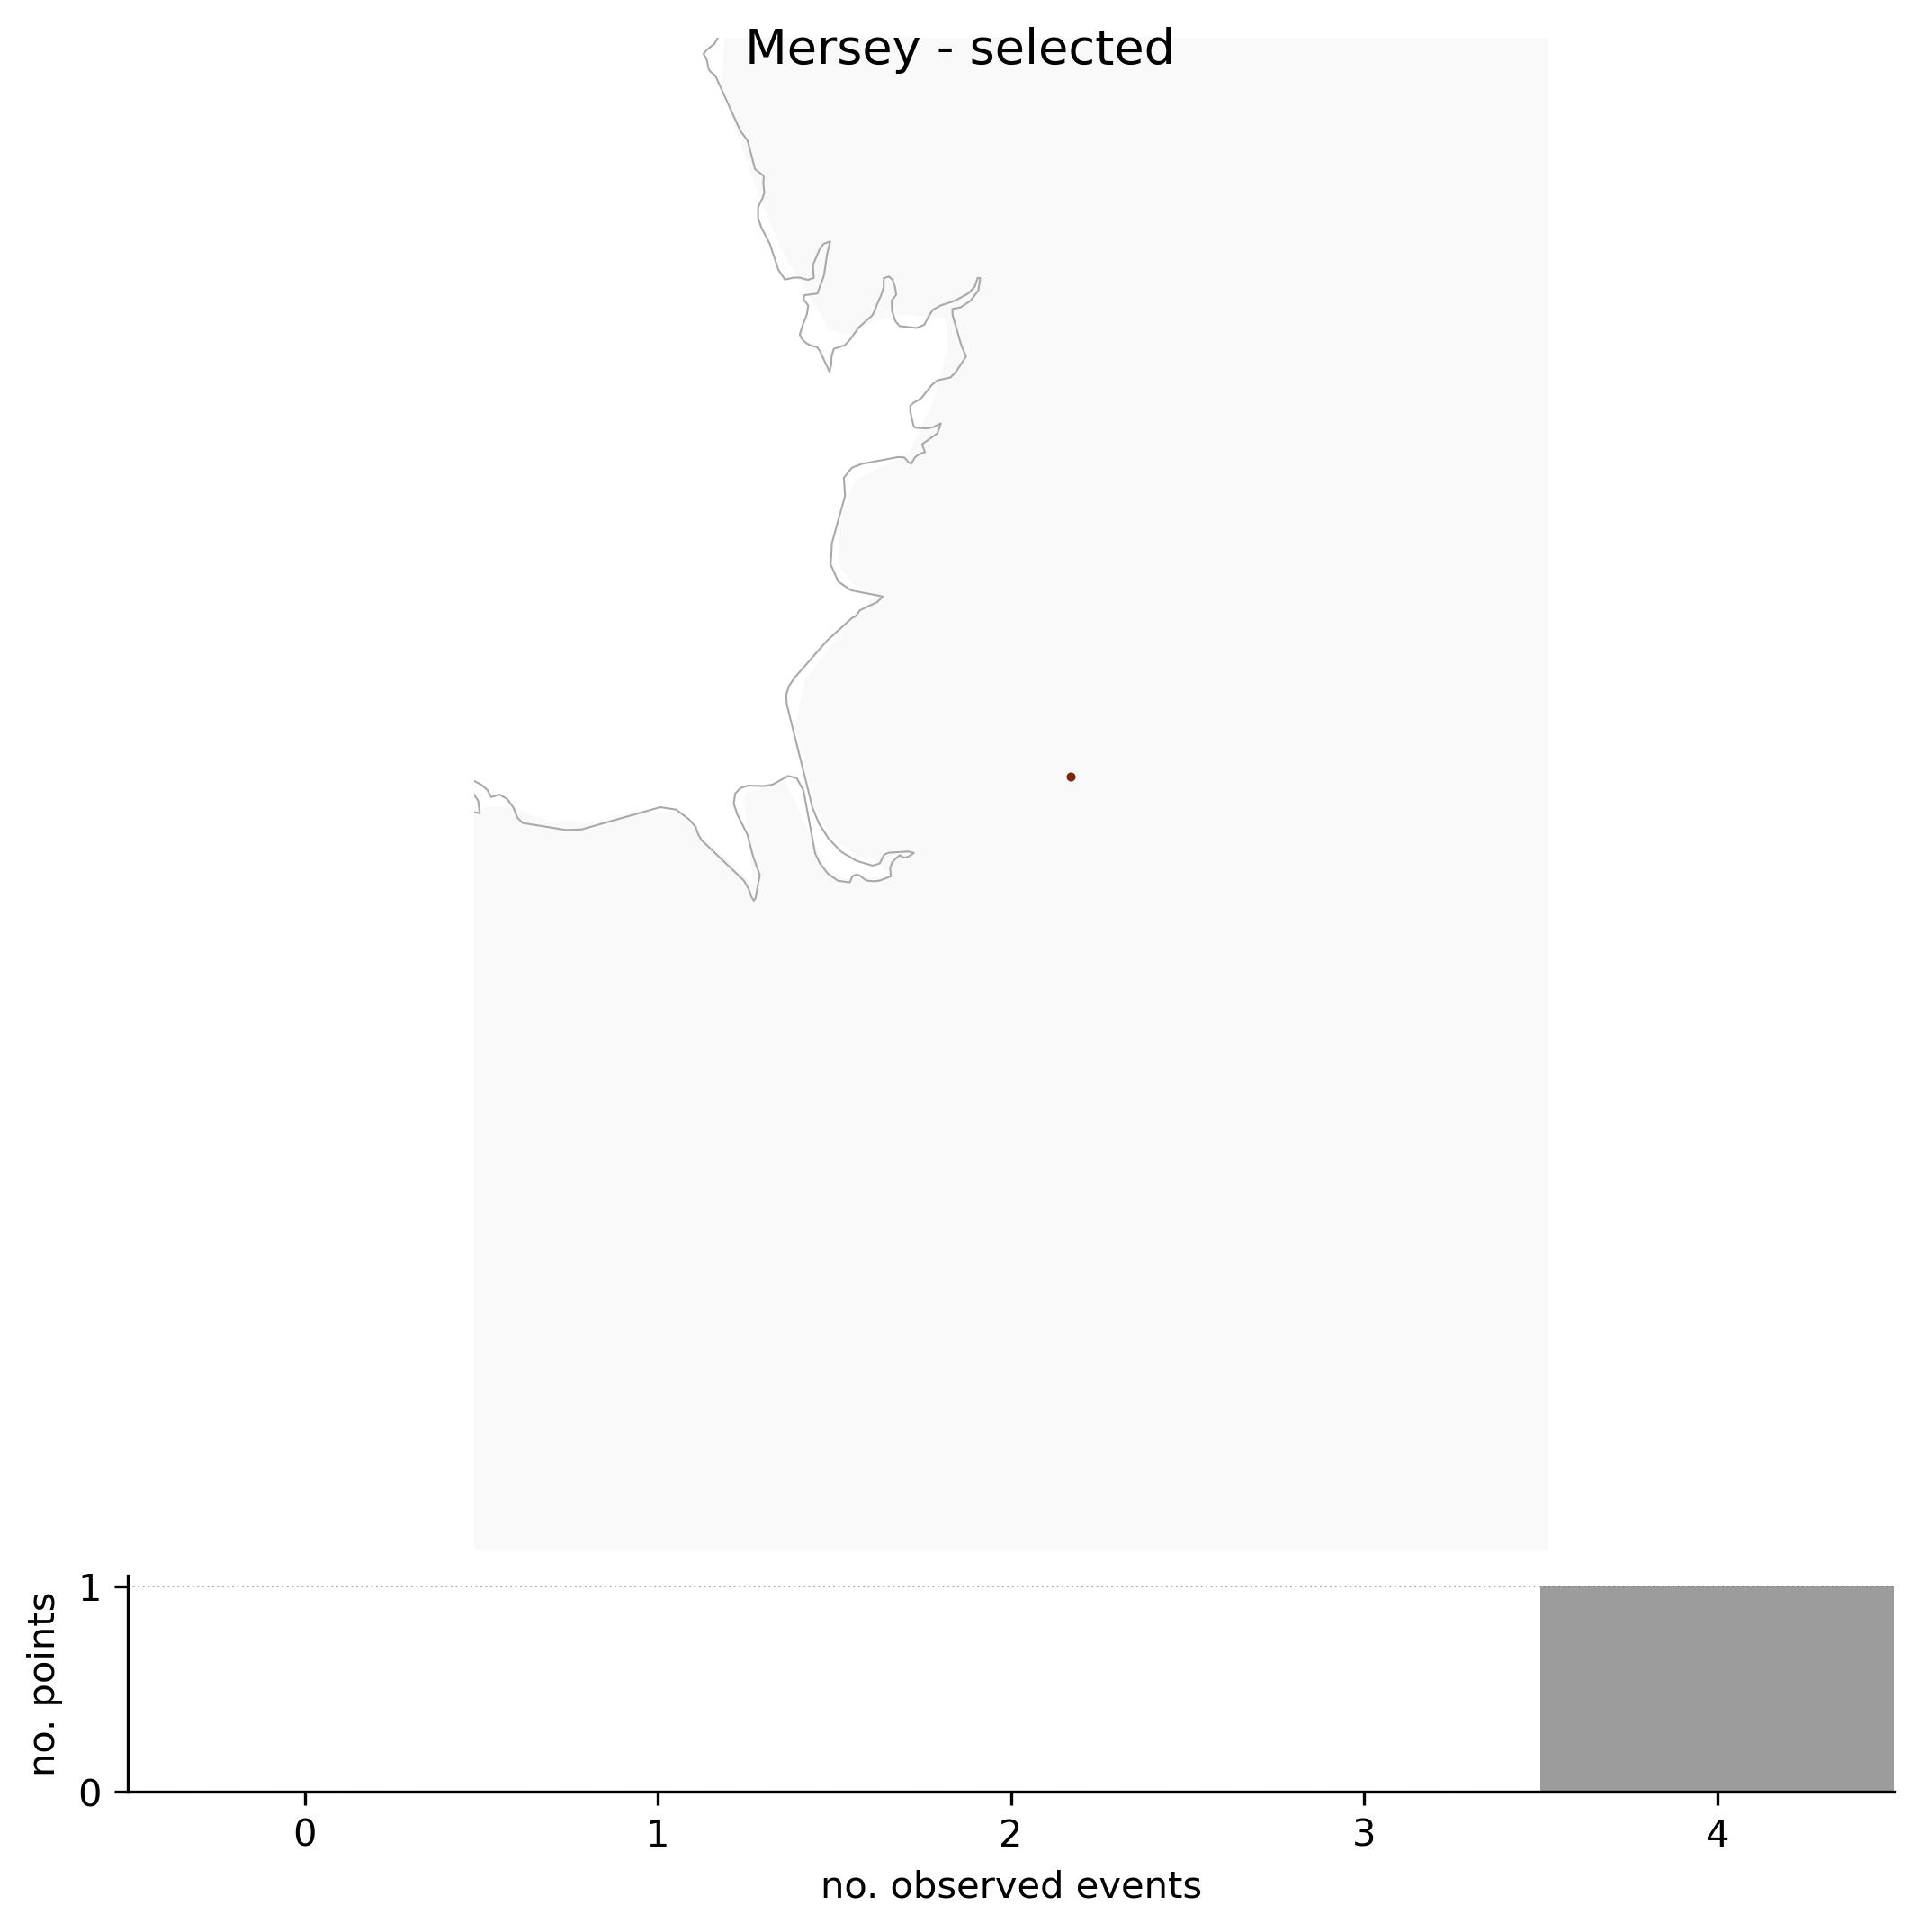 Mersey - selected
no. points
1
0
0 1 2 3 4
no. observed events